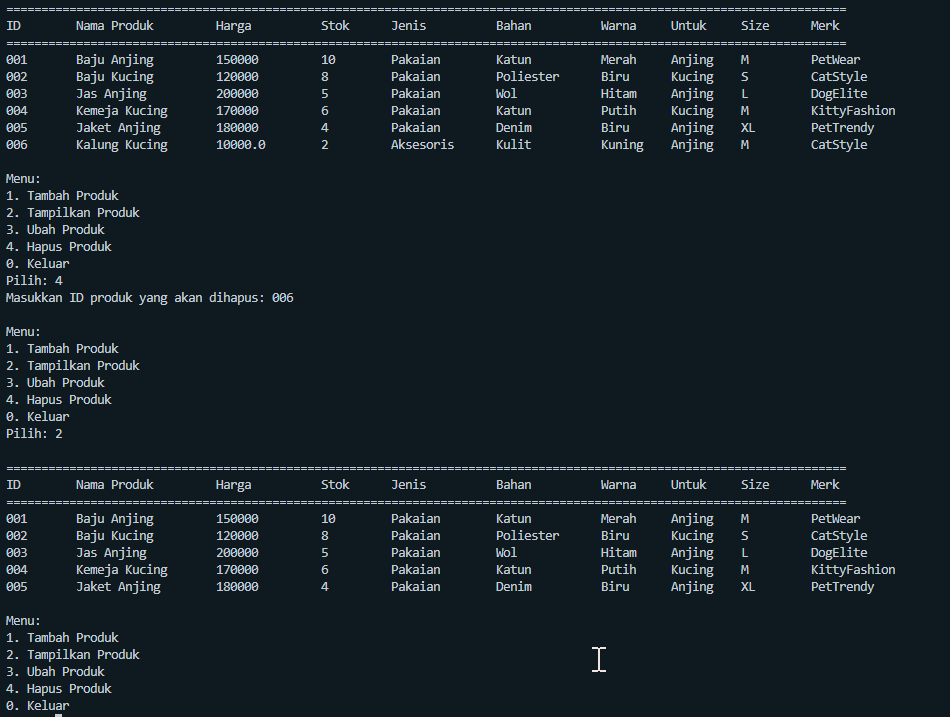 ========================================================================================================================
ID        Nama Produk         Harga          Stok      Jenis          Bahan          Warna     Untuk     Size      Merk
========================================================================================================================
001       Baju Anjing         150000         10        Pakaian        Katun          Merah     Anjing    M         PetWear
002       Baju Kucing         120000         8         Pakaian        Poliester      Biru      Kucing    S         CatStyle
003       Jas Anjing          200000         5         Pakaian        Wol            Hitam     Anjing    L         DogElite
004       Kemeja Kucing       170000         6         Pakaian        Katun          Putih     Kucing    M         KittyFashion
005       Jaket Anjing        180000         4         Pakaian        Denim          Biru      Anjing    XL        PetTrendy
006       Kalung Kucing       10000.0        2         Aksesoris      Kulit          Kuning    Anjing    M         CatStyle

Menu:
1. Tambah Produk
2. Tampilkan Produk
3. Ubah Produk
4. Hapus Produk
0. Keluar
Pilih: 4
Masukkan ID produk yang akan dihapus: 006

Menu:
1. Tambah Produk
2. Tampilkan Produk
3. Ubah Produk
4. Hapus Produk
0. Keluar
Pilih: 2

========================================================================================================================
ID        Nama Produk         Harga          Stok      Jenis          Bahan          Warna     Untuk     Size      Merk
========================================================================================================================
001       Baju Anjing         150000         10        Pakaian        Katun          Merah     Anjing    M         PetWear
002       Baju Kucing         120000         8         Pakaian        Poliester      Biru      Kucing    S         CatStyle
003       Jas Anjing          200000         5         Pakaian        Wol            Hitam     Anjing    L         DogElite
004       Kemeja Kucing       170000         6         Pakaian        Katun          Putih     Kucing    M         KittyFashion
005       Jaket Anjing        180000         4         Pakaian        Denim          Biru      Anjing    XL        PetTrendy

Menu:
1. Tambah Produk
2. Tampilkan Produk
3. Ubah Produk
4. Hapus Produk
0. Keluar